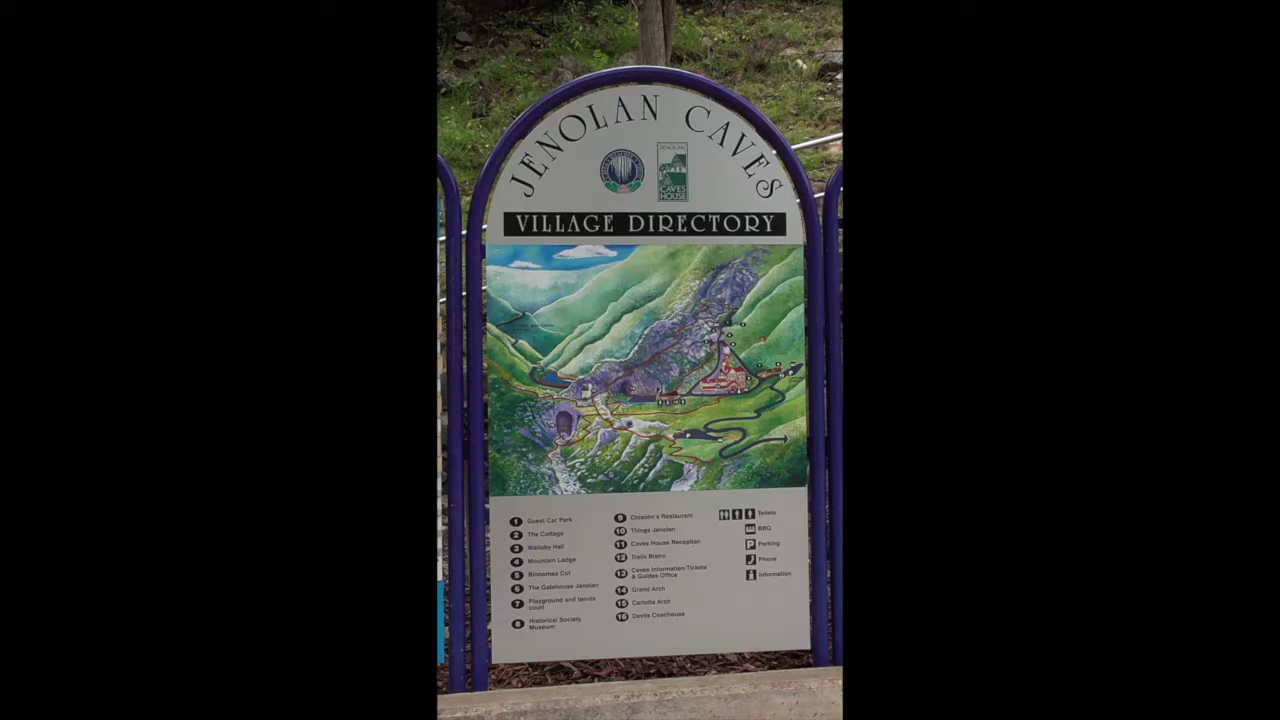 JENOLAN CAVES
JENOLAN
CAVES
HOUSE
VILLAGE DIRECTORY
P
P
1 Guest Car Park
2 The Cottage
3 Wallaby Hall
4 Mountain Lodge
5 Binoomea Cut
6 The Gatehouse Jenolan
7 Playground and tennis
court
8 Historical Society
Museum
9 Chisolm's Restaurant
10 Things Jenolan
11 Caves House Reception
12 Trails Bistro
13 Caves Information/Tickets
& Guides Office
14 Grand Arch
15 Carlotta Arch
16 Devils Coachouse
Toilets
BBQ
P Parking
Phone
i Information